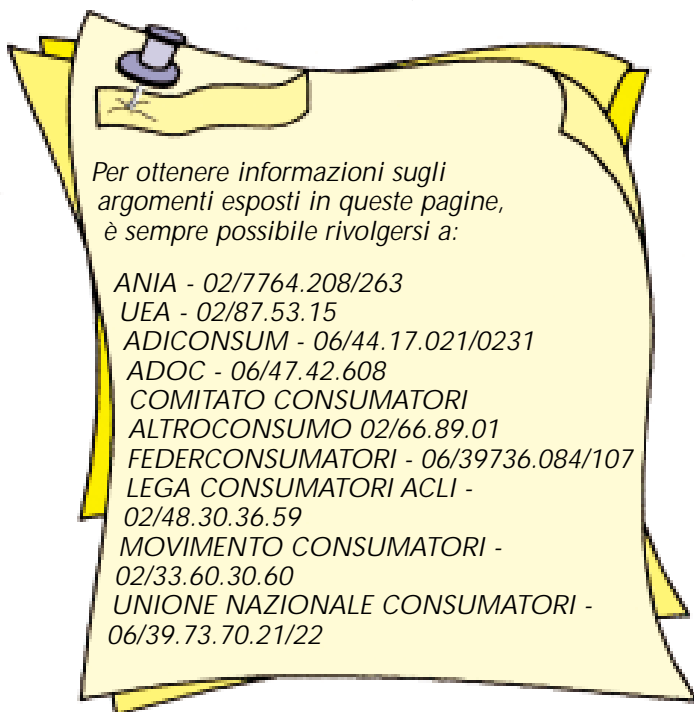 Per ottenere informazioni sugli
argomenti esposti in queste pagine,
è sempre possibile rivolgersi a:
ANIA - 02/7764.208/263
UEA - 02/87.53.15
ADICONSUM - 06/44.17.021/0231
ADOC - 06/47.42.608
COMITATO CONSUMATORI
ALTROCONSUMO 02/66.89.01
FEDERCONSUMATORI - 06/39736.084/107
LEGA CONSUMATORI ACLI -
02/48.30.36.59
MOVIMENTO CONSUMATORI -
02/33.60.30.60
UNIONE NAZIONALE CONSUMATORI -
06/39.73.70.21/22